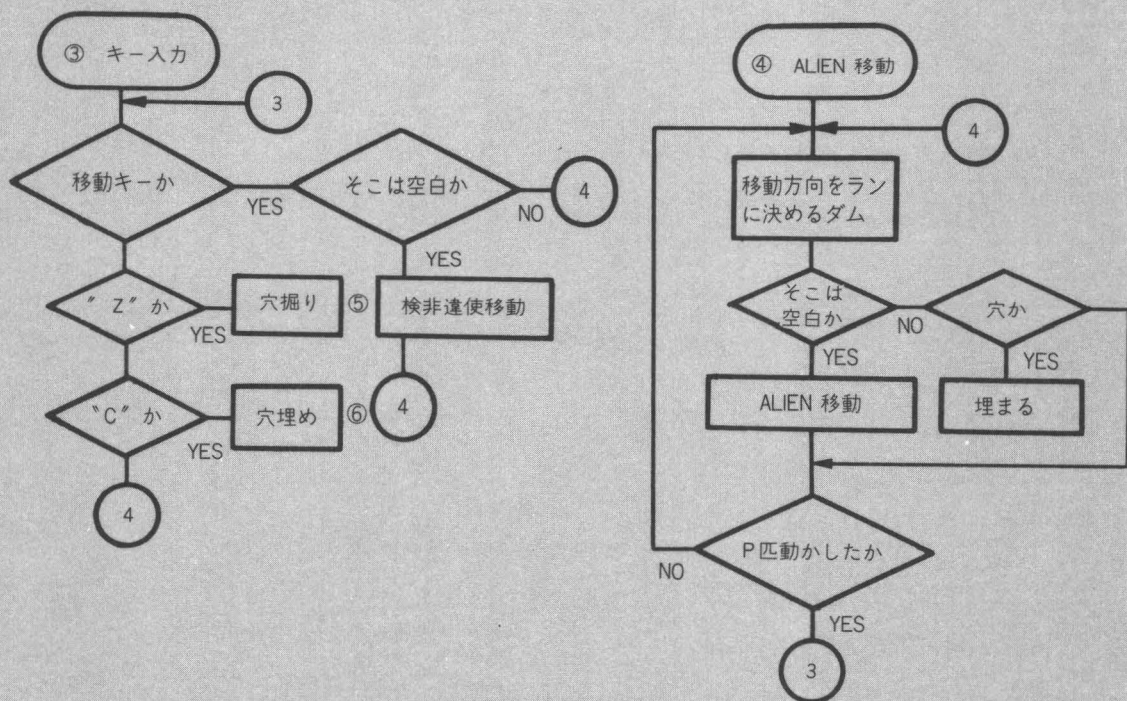 ③ キー入力
3
移動キーか
YES
そこは空白か
NO
4
YES
〃Z〃か
YES
穴掘り
⑤
検非違使移動
4
〝C〃か
YES
穴埋め
⑥
4
④ ALIEN 移動
4
移動方向をラン
に決めるダム
そこは
空白か
NO
穴か
YES
YES
ALIEN 移動
埋まる
P匹動かしたか
NO
YES
3